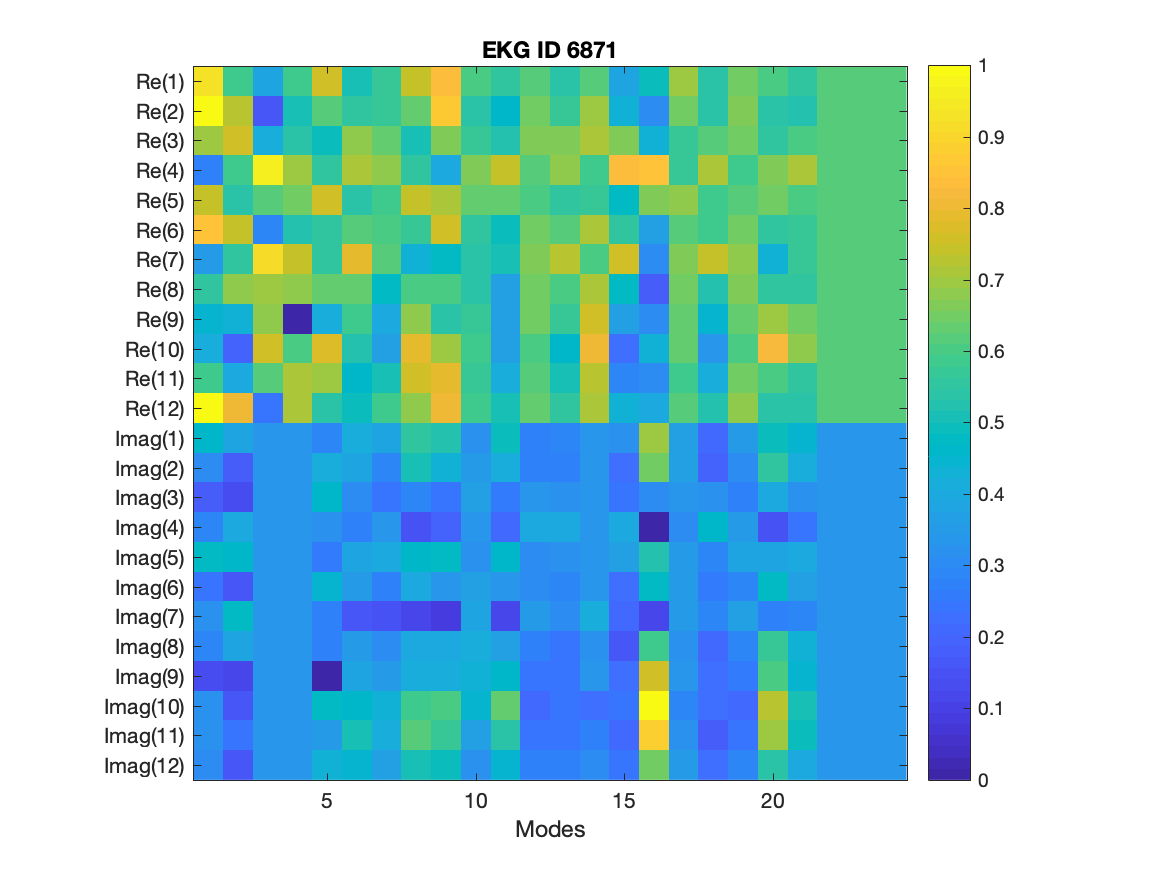 EKG ID 6871
Re(1)
Re(2)
Re(3)
Re(4)
Re(5)
Re(6)
Re(7)
Re(8)
Re(9)
Re(10)
Re(11)
Re(12)
Imag(1)
Imag(2)
Imag(3)
Imag(4)
Imag(5)
Imag(6)
Imag(7)
Imag(8)
Imag(9)
Imag(10)
Imag(11)
Imag(12)
5 10 15 20
Modes
1
0.9
0.8
0.7
0.6
0.5
0.4
0.3
0.2
0.1
0